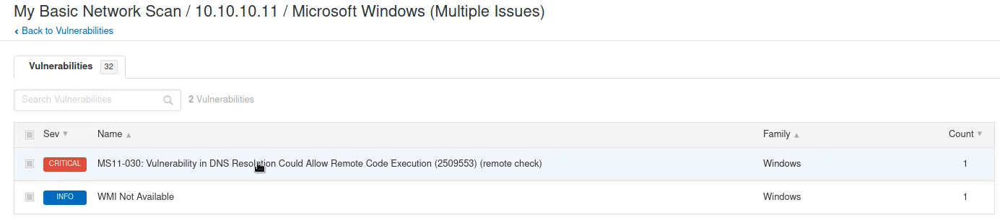 My Basic Network Scan / 10.10.10.11 / Microsoft Windows (Multiple Issues)
‹ Back to Vulnerabilities
Vulnerabilities 32
Search Vulnerabilities 2 Vulnerabilities
Sev ▼ Name ▲ Family ▲ Count ▼
CRITICAL MS11-030: Vulnerability in DNS Resolution Could Allow Remote Code Execution (2509553) (remote check) Windows 1
INFO WMI Not Available Windows 1